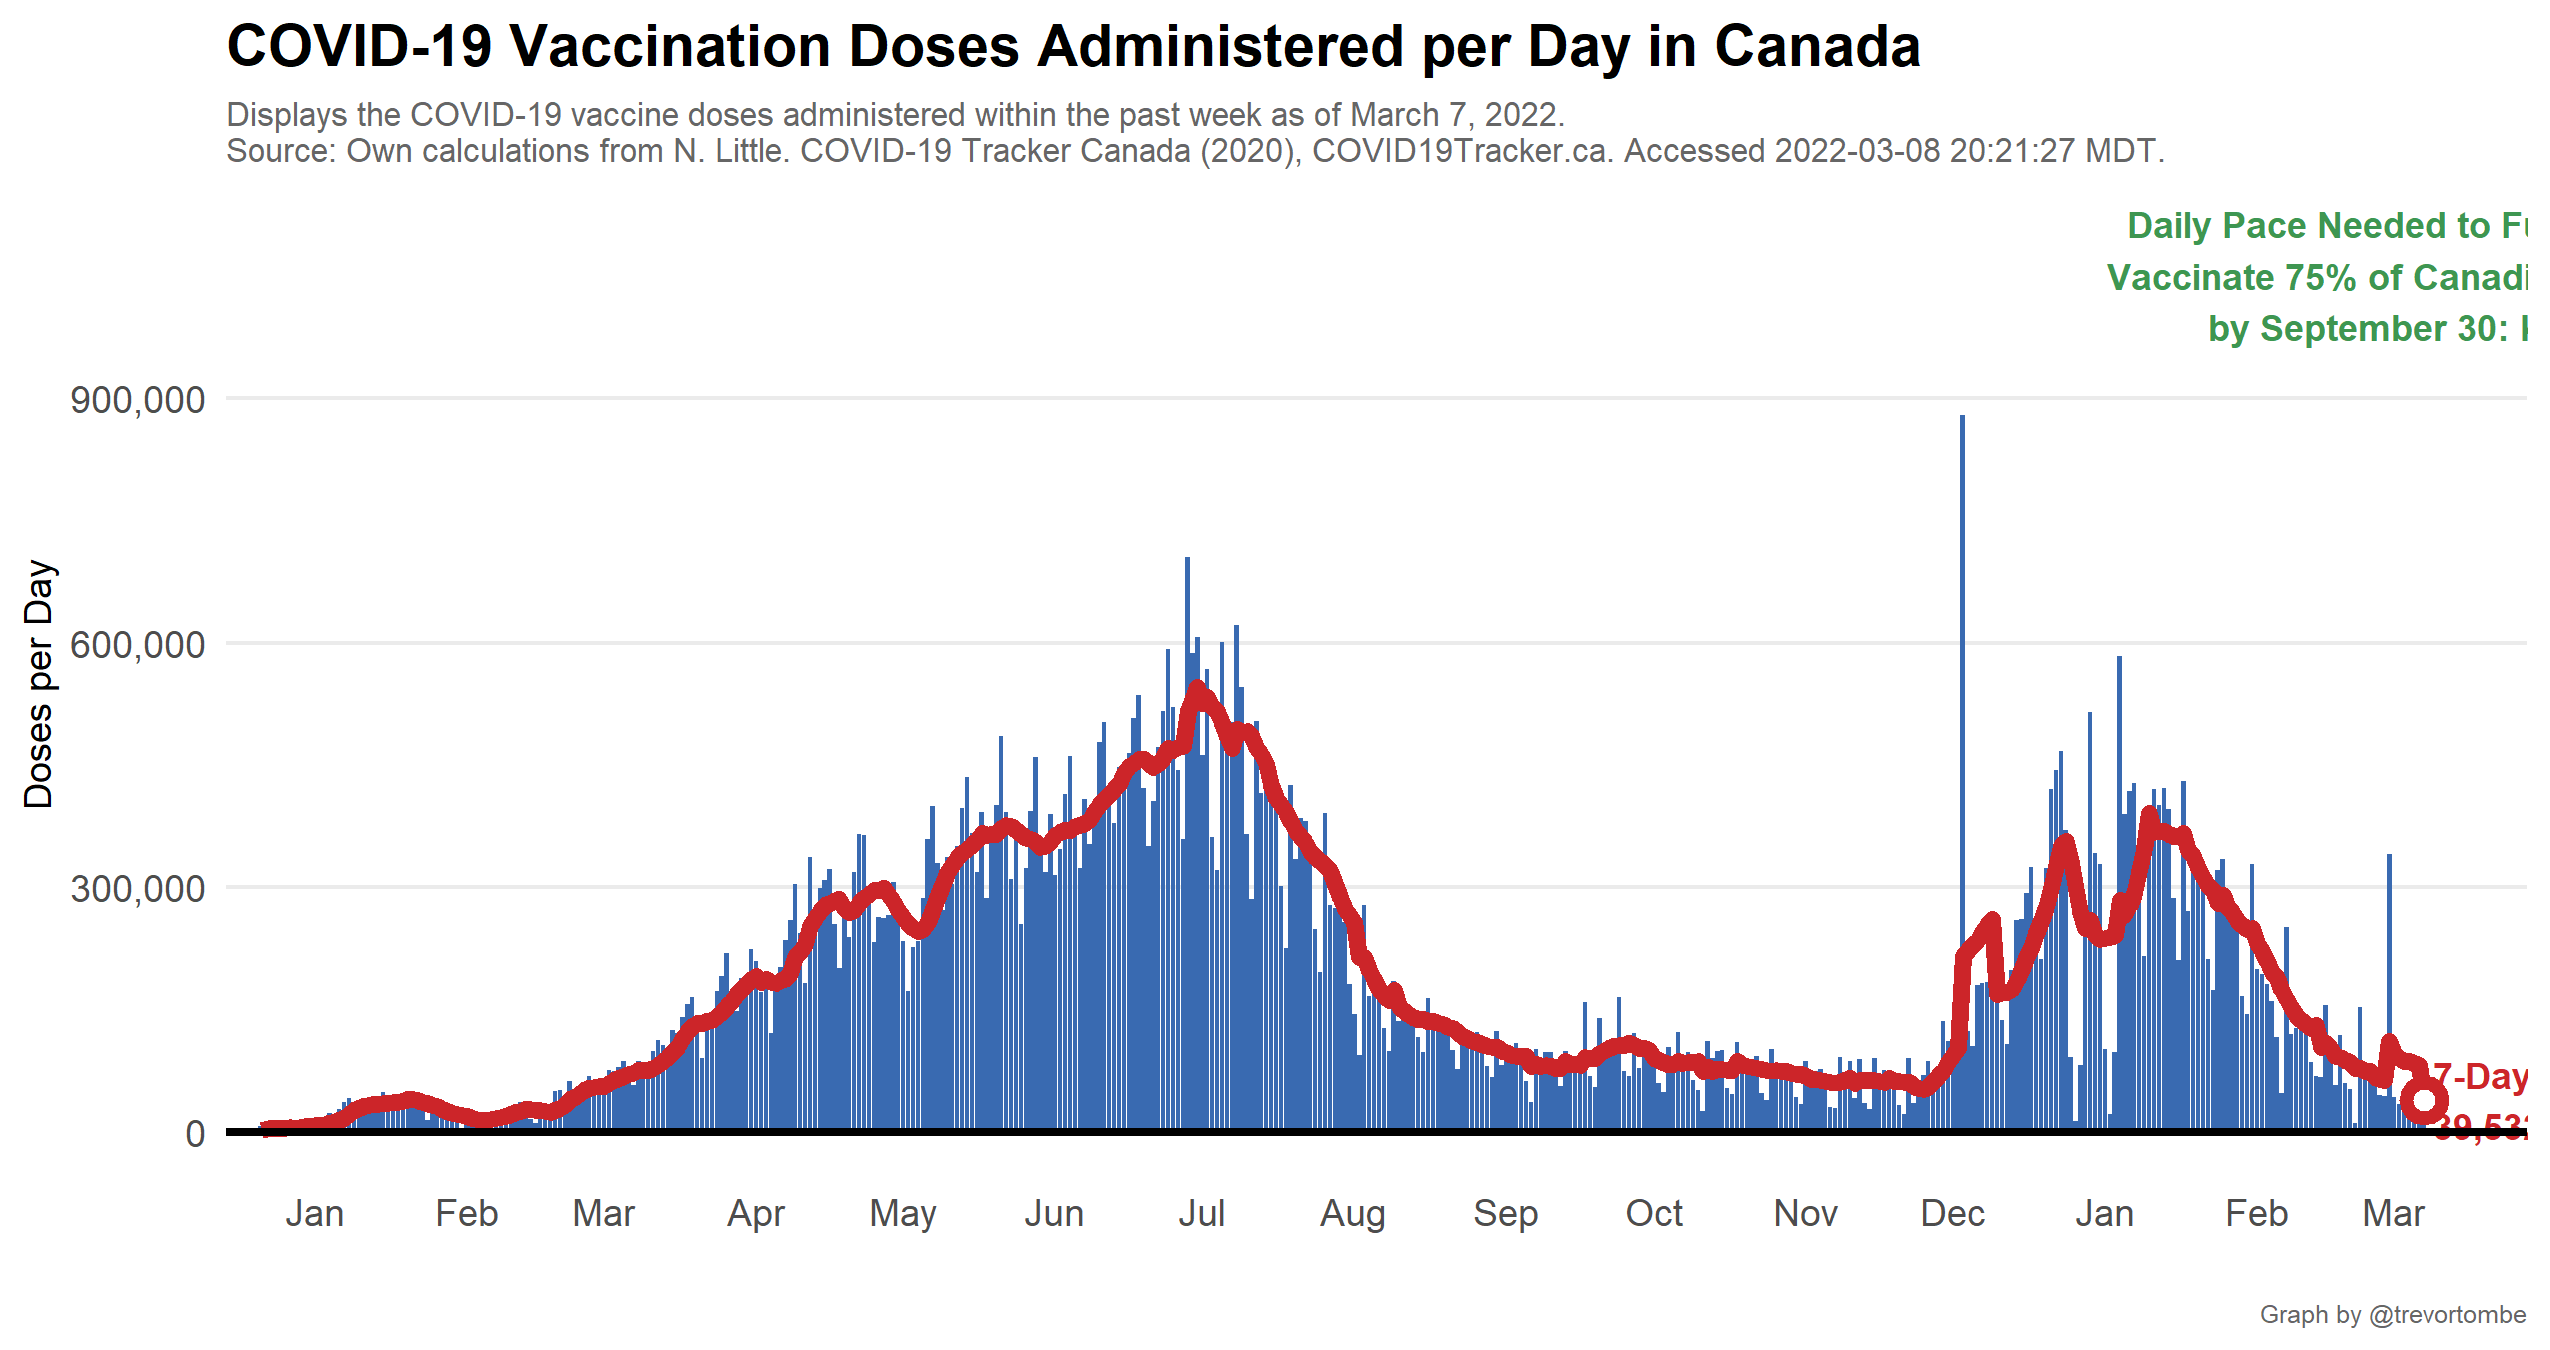 COVID-19 Vaccination Doses Administered per Day in Canada
Displays the COVID-19 vaccine doses administered within the past week as of March 7, 2022.
Source: Own calculations from N. Little. COVID-19 Tracker Canada (2020), COVID19Tracker.ca. Accessed 2022-03-08 20:21:27 MDT.
Daily Pace Needed to
Vaccinate 75% of
by September 30:
900,000
600,000
300,000
0
Doses per Day
7-Day
Jan Feb Mar Apr May Jun Jul Aug Sep Oct Nov Dec Jan Feb Mar
Graph by @trevortombe